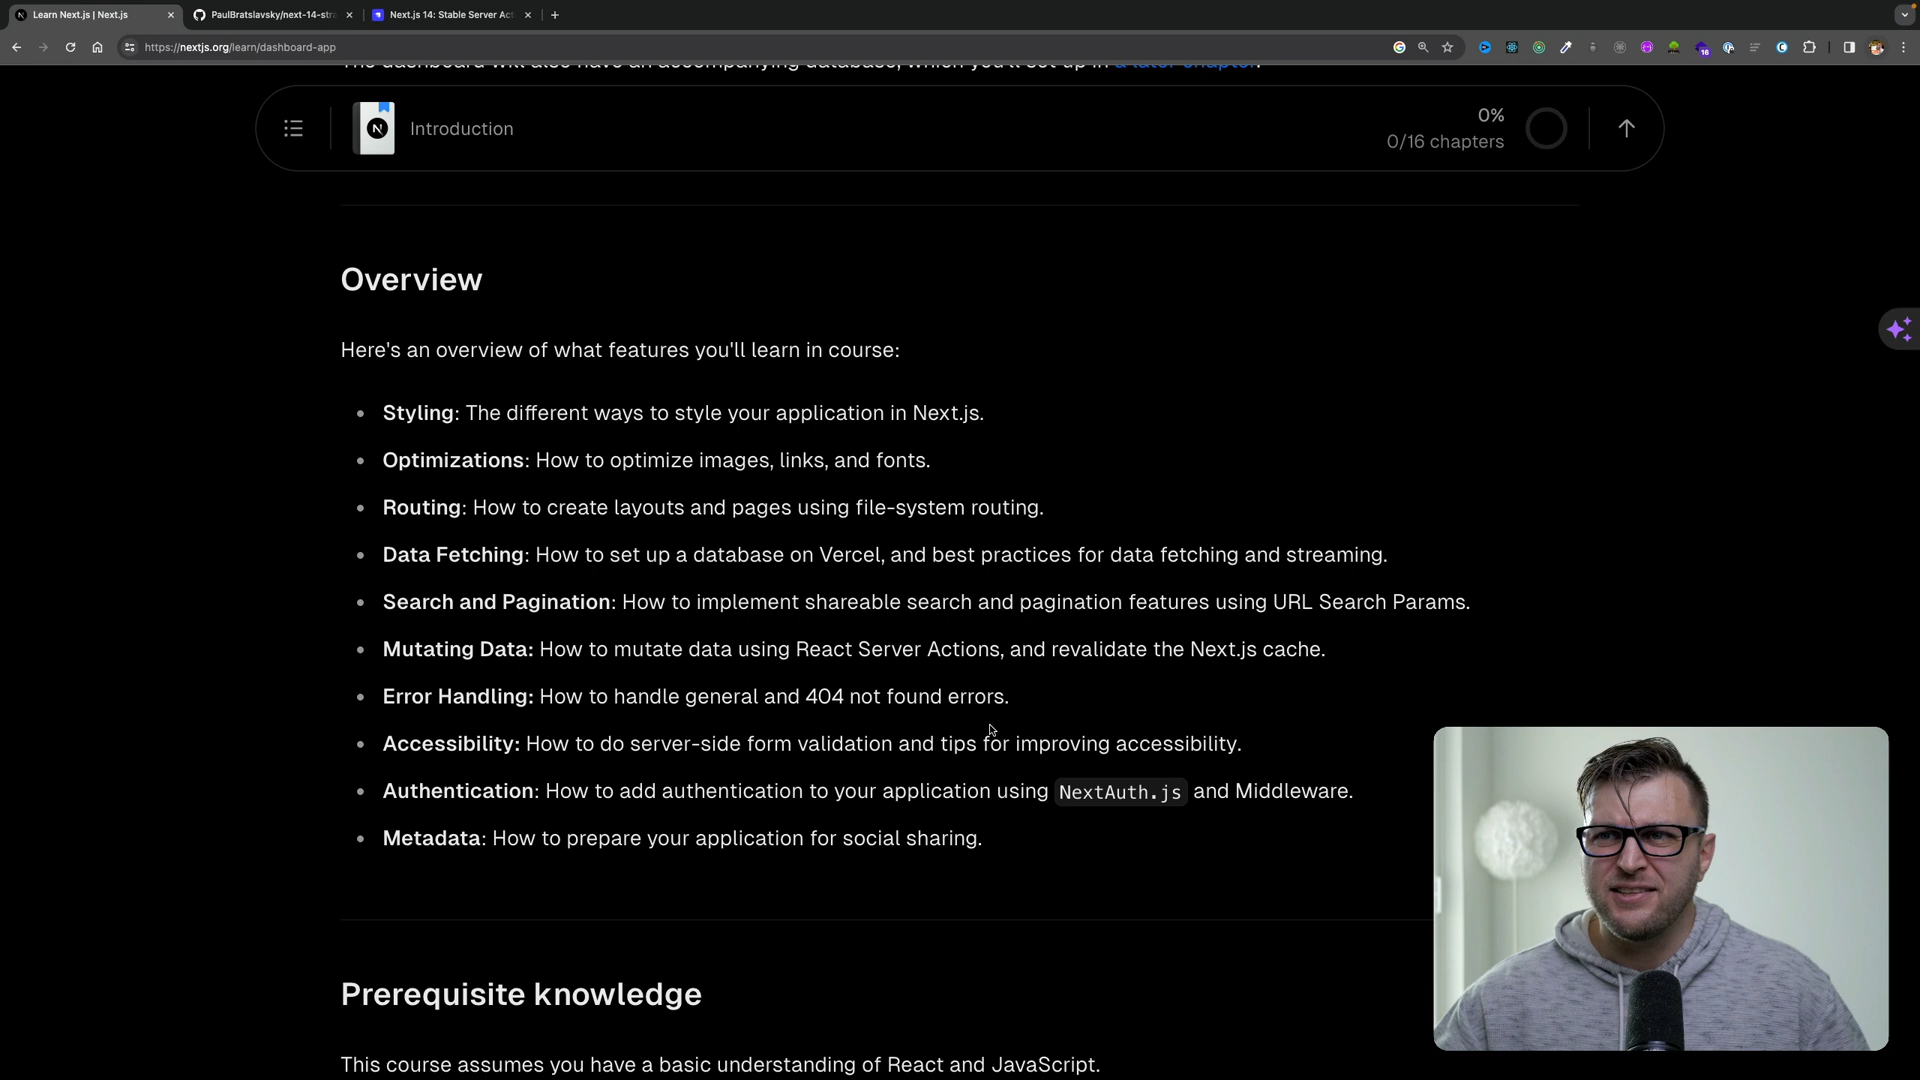 Learn Next.js | Next.js
PaulBratslavsky/next-14-stra
Next.js 14: Stable Server Act
https://nextjs.org/learn/dashboard-app
16
The dashboard will also have an accompanying database, which you'll set up in a later chapter.
N
Introduction
0%
0/16 chapters
Overview
Here's an overview of what features you'll learn in course:
• Styling: The different ways to style your application in Next.js.
• Optimizations: How to optimize images, links, and fonts.
• Routing: How to create layouts and pages using file-system routing.
• Data Fetching: How to set up a database on Vercel, and best practices for data fetching and streaming.
• Search and Pagination: How to implement shareable search and pagination features using URL Search Params.
• Mutating Data: How to mutate data using React Server Actions, and revalidate the Next.js cache.
• Error Handling: How to handle general and 404 not found errors.
• Accessibility: How to do server-side form validation and tips for improving accessibility.
• Authentication: How to add authentication to your application using NextAuth.js and Middleware.
• Metadata: How to prepare your application for social sharing.
Prerequisite knowledge
This course assumes you have a basic understanding of React and JavaScript.